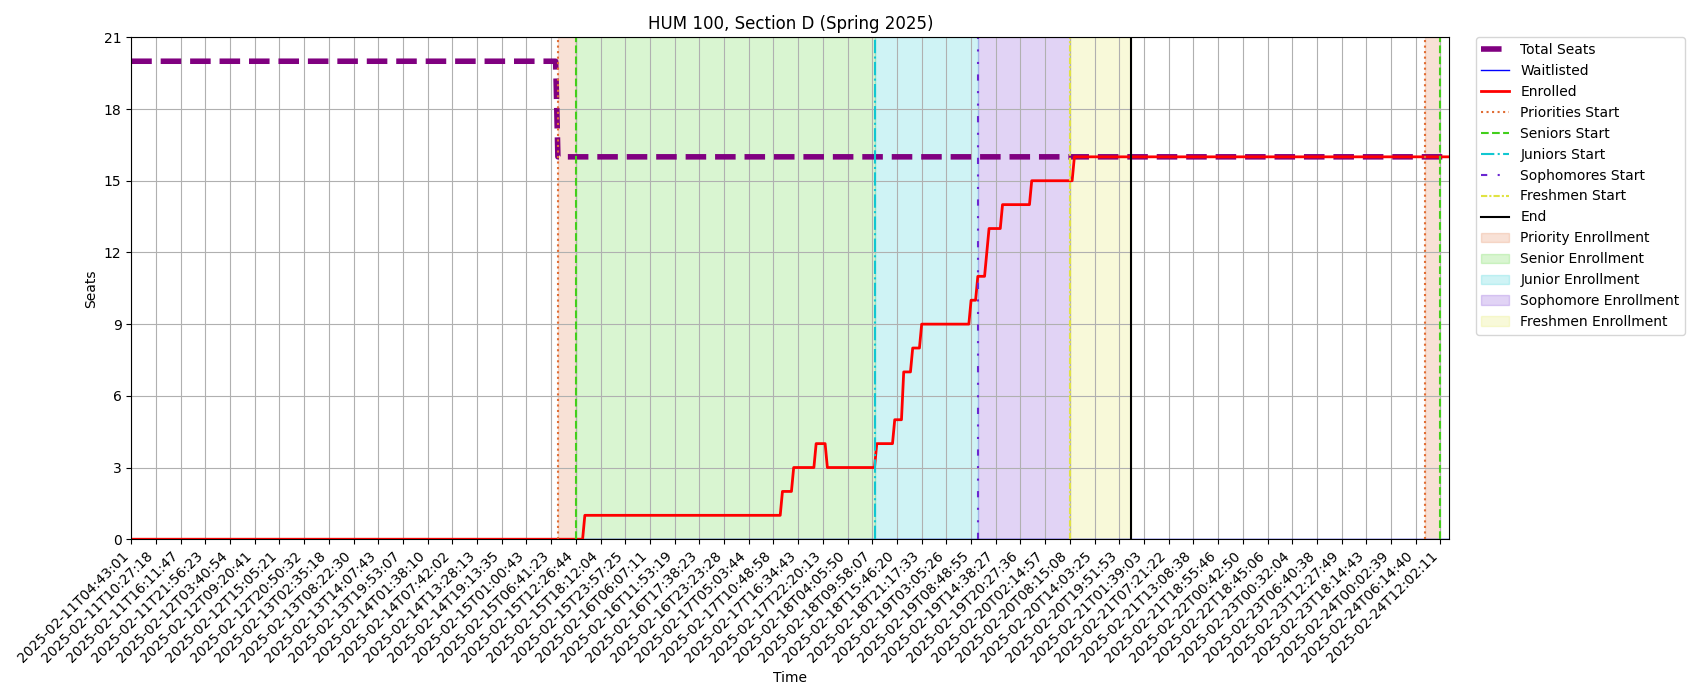 HUM 100, Section D (Spring 2025)
21
18
15
12
9
6
3
0
Seats
2025-02-11T04:43:01
2025-02-11T10:27:18
2025-02-11T16:11:47
2025-02-11T21:56:23
2025-02-12T03:40:54
2025-02-12T09:20:41
2025-02-12T15:05:21
2025-02-12T20:50:32
2025-02-13T02:35:18
2025-02-13T08:22:30
2025-02-13T14:07:43
2025-02-13T19:53:07
2025-02-14T01:38:10
2025-02-14T07:42:02
2025-02-14T13:28:13
2025-02-14T19:13:35
2025-02-15T01:00:43
2025-02-15T06:41:23
2025-02-15T12:26:44
2025-02-15T18:12:04
2025-02-15T23:57:25
2025-02-16T06:07:11
2025-02-16T11:53:19
2025-02-16T17:38:23
2025-02-16T23:23:28
2025-02-17T05:03:44
2025-02-17T10:48:58
2025-02-17T16:34:43
2025-02-17T22:20:13
2025-02-18T04:05:50
2025-02-18T09:58:07
2025-02-18T15:46:20
2025-02-18T21:17:33
2025-02-19T03:05:26
2025-02-19T08:48:55
2025-02-19T14:38:27
2025-02-19T20:27:36
2025-02-20T02:14:57
2025-02-20T08:15:08
2025-02-20T14:03:25
2025-02-20T19:51:53
2025-02-21T01:39:03
2025-02-21T07:21:22
2025-02-21T13:08:38
2025-02-21T18:55:46
2025-02-22T00:42:50
2025-02-22T18:45:06
2025-02-23T00:32:04
2025-02-23T06:40:38
2025-02-23T12:27:49
2025-02-23T18:14:43
2025-02-24T00:02:39
2025-02-24T06:14:40
2025-02-24T12:02:11
Time
Total Seats
Waitlisted
Enrolled
Priorities Start
Seniors Start
Juniors Start
Sophomores Start
Freshmen Start
End
Priority Enrollment
Senior Enrollment
Junior Enrollment
Sophomore Enrollment
Freshmen Enrollment